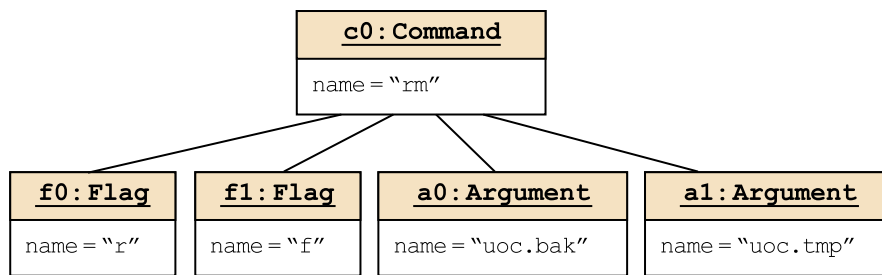 c0:Command
name = “rm”
f0:Flag
name = “r”
f1:Flag
name = “f”
a0:Argument
name = “uoc.bak”
a1:Argument
name = “uoc.tmp”